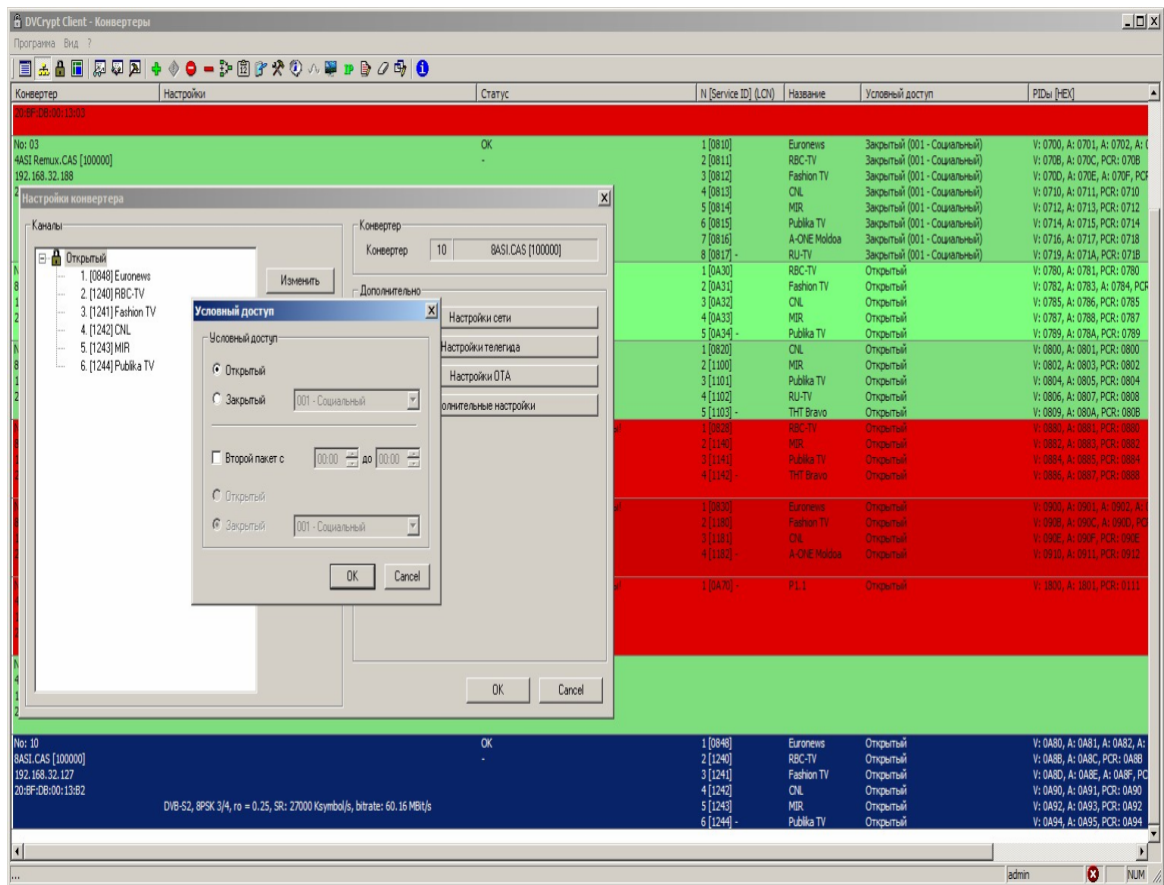 DVCrypt Client - Конвертеры
Программа Вид ?
Конвертер Настройки Статус N [Service ID] (LCN) Название Условный доступ PIDы [HEX]
20:BF:DB:00:13:03
No: 03 OK 1 [0810] Euronews Закрытый (001 - Социальный) V: 0700, A: 0701, A: 0702, A: (
4ASI Remux.CAS [100000] - 2 [0811] RBC-TV Закрытый (001 - Социальный) V: 070B, A: 070C, PCR: 070B
192.168.32.188 3 [0812] Fashion TV Закрытый (001 - Социальный) V: 070D, A: 070E, A: 070F, PCR
4 [0813] CNL Закрытый (001 - Социальный) V: 0710, A: 0711, PCR: 0710
5 [0814] MIR Закрытый (001 - Социальный) V: 0712, A: 0713, PCR: 0712
6 [0815] Publika TV Закрытый (001 - Социальный) V: 0714, A: 0715, PCR: 0714
7 [0816] A-ONE Moldoa Закрытый (001 - Социальный) V: 0716, A: 0717, PCR: 0718
8 [0817] - RU-TV Закрытый (001 - Социальный) V: 0719, A: 071A, PCR: 071B
1 [0A30] RBC-TV Открытый V: 0780, A: 0781, PCR: 0780
2 [0A31] Fashion TV Открытый V: 0782, A: 0783, A: 0784, PCR
3 [0A32] CNL Открытый V: 0785, A: 0786, PCR: 0785
4 [0A33] MIR Открытый V: 0787, A: 0788, PCR: 0787
5 [0A34] - Publika TV Открытый V: 0789, A: 078A, PCR: 0789
1 [0820] CNL Открытый V: 0800, A: 0801, PCR: 0800
2 [1100] MIR Открытый V: 0802, A: 0803, PCR: 0802
3 [1101] Publika TV Открытый V: 0804, A: 0805, PCR: 0804
4 [1102] RU-TV Открытый V: 0806, A: 0807, PCR: 0808
5 [1103] - THT Bravo Открытый V: 0809, A: 080A, PCR: 080B
1 [0828] RBC-TV Открытый V: 0880, A: 0881, PCR: 0880
2 [1140] MIR Открытый V: 0882, A: 0883, PCR: 0882
3 [1141] Publika TV Открытый V: 0884, A: 0885, PCR: 0884
4 [1142] - THT Bravo Открытый V: 0886, A: 0887, PCR: 0888
1 [0830] Euronews Открытый V: 0900, A: 0901, A: 0902, A: (
2 [1180] Fashion TV Открытый V: 090B, A: 090C, A: 090D, PC
3 [1181] CNL Открытый V: 090E, A: 090F, PCR: 090E
4 [1182] - A-ONE Moldoa Открытый V: 0910, A: 0911, PCR: 0912
1 [0A70] - P1.1 Открытый V: 1800, A: 1801, PCR: 0111
Настройки конвертера
Каналы
Открытый
1. [0848] Euronews
2. [1240] RBC-TV
3. [1241] Fashion TV
4. [1242] CNL
5. [1243] MIR
6. [1244] Publika TV
Изменить
Конвертер
Конвертер 10 8ASI.CAS [100000]
Дополнительно
Настройки сети
Настройки телегида
Настройки OTA
олнительные настройки
OK Cancel
Условный доступ
Условный доступ
Открытый
Закрытый 001 - Социальный
Второй пакет с 00:00 до 00:00
Открытый
Закрытый 001 - Социальный
OK Cancel
No: 10 OK 1 [0848] Euronews Открытый V: 0A80, A: 0A81, A: 0A82, A:
8ASI.CAS [100000] - 2 [1240] RBC-TV Открытый V: 0A8B, A: 0A8C, PCR: 0A8B
192.168.32.127 3 [1241] Fashion TV Открытый V: 0A8D, A: 0A8E, A: 0A8F, PC
20:BF:DB:00:13:B2 4 [1242] CNL Открытый V: 0A90, A: 0A91, PCR: 0A90
DVB-S2, 8PSK 3/4, ro = 0.25, SR: 27000 Ksymbol/s, bitrate: 60.16 MBit/s 5 [1243] MIR Открытый V: 0A92, A: 0A93, PCR: 0A92
6 [1244] - Publika TV Открытый V: 0A94, A: 0A95, PCR: 0A94
... admin NUM